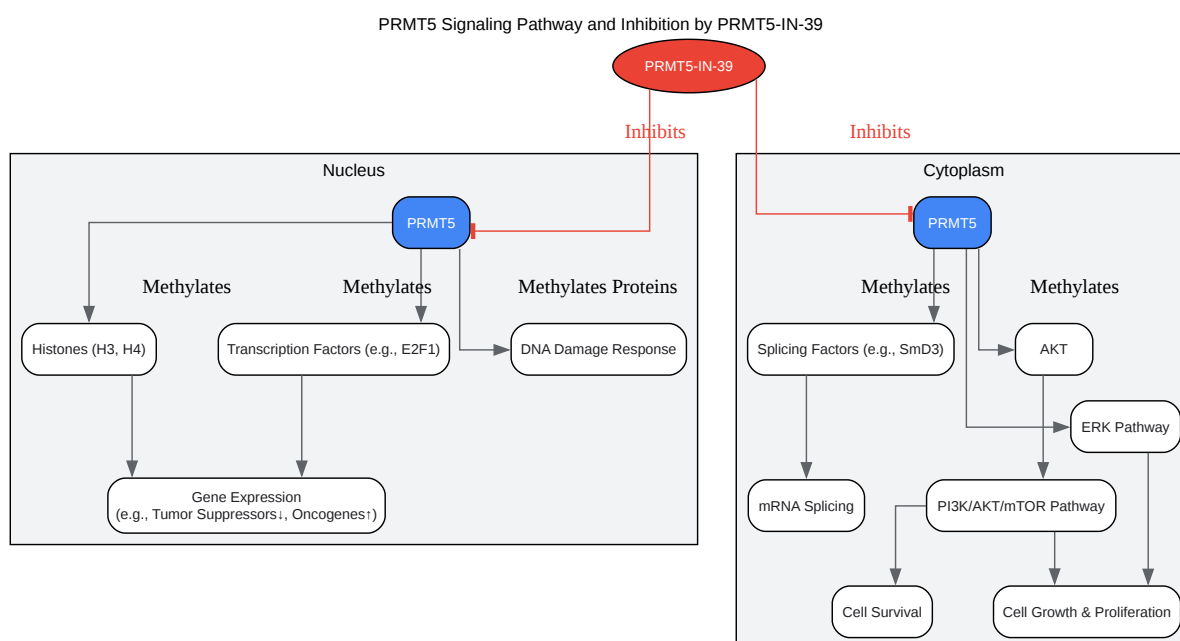 PRMT5 Signaling Pathway and Inhibition by PRMT5-IN-39
PRMT5-IN-39
Inhibits
Inhibits
Nucleus
PRMT5
Methylates
Methylates
Methylates Proteins
Histones (H3, H4)
Transcription Factors (e.g., E2F1)
DNA Damage Response
Gene Expression
(e.g., Tumor Suppressors↓, Oncogenes↑)
Cytoplasm
PRMT5
Methylates
Methylates
Splicing Factors (e.g., SmD3)
AKT
ERK Pathway
mRNA Splicing
PI3K/AKT/mTOR Pathway
Cell Survival
Cell Growth & Proliferation